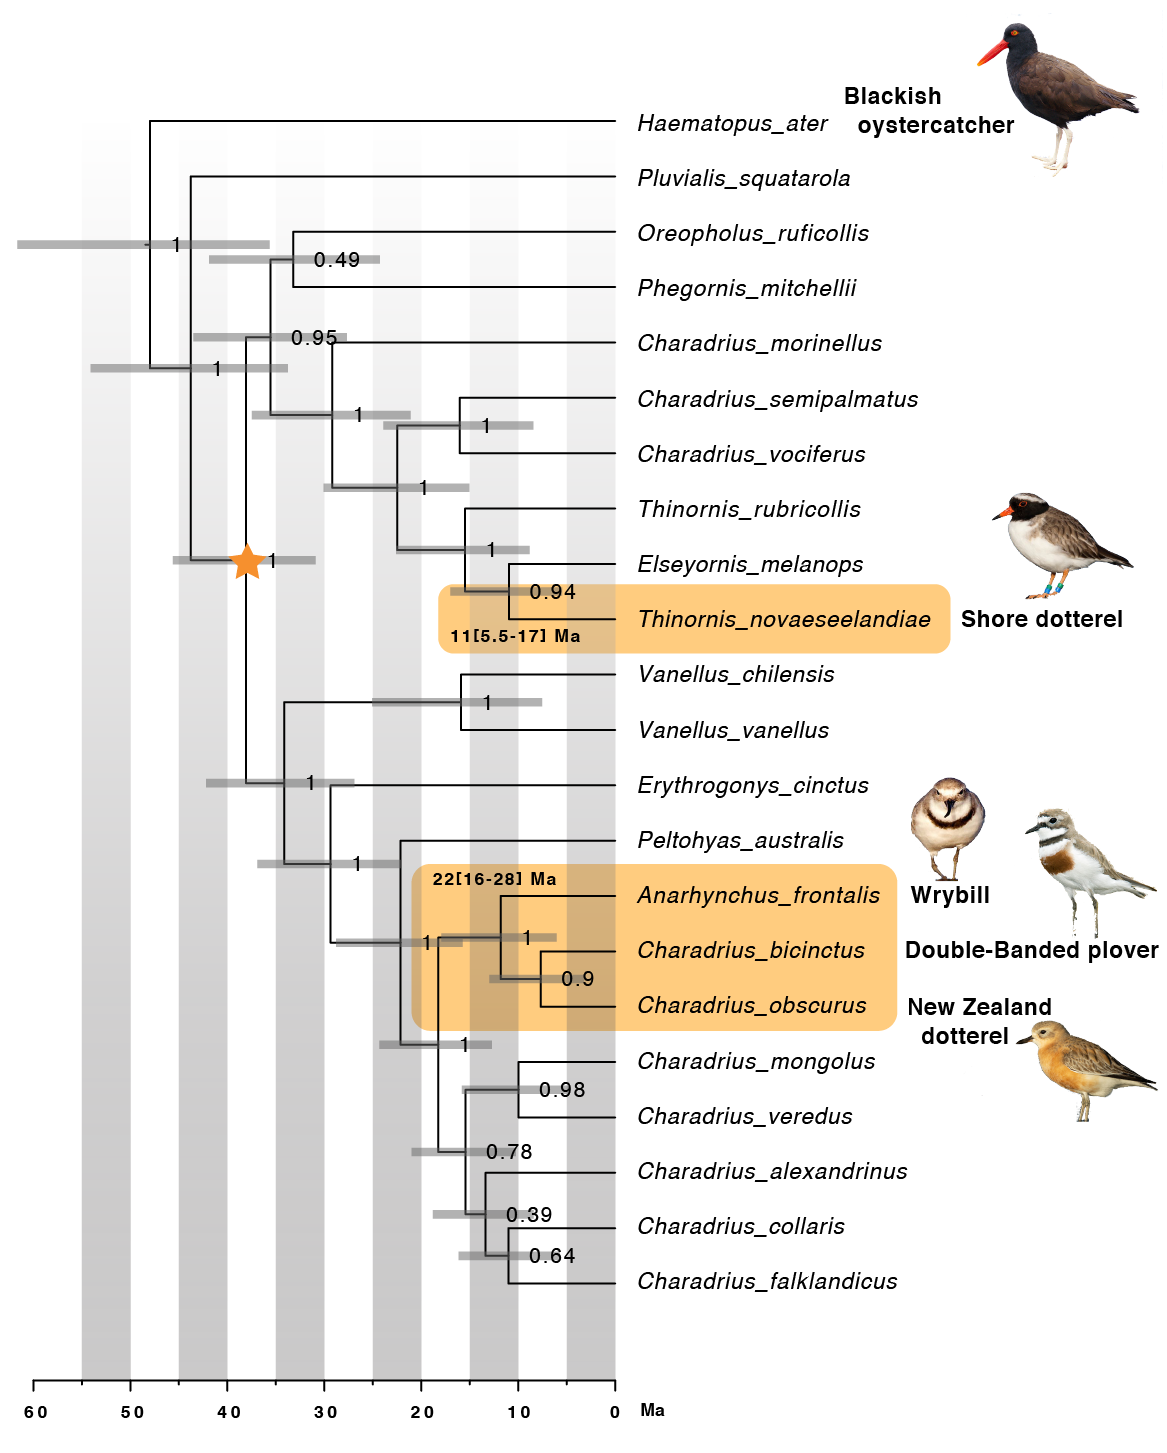 Blackish
oystercatcher
Haematopus_ater
Pluvialis_squatarola
1
Oreopholus_ruficollis
0.49
Phegornis_mitchellii
0.95
Charadrius_morinellus
1
Charadrius_semipalmatus
1
1
Charadrius_vociferus
1
Thinornis_rubricollis
1
Elseyornis_melanops
1
0.94
Thinornis_novaeseelandiae
Shore dotterel
11[5.5-17] Ma
Vanellus_chilensis
1
Vanellus_vanellus
1
Erythrogonys_cinctus
Peltohyas_australis
1
22[16-28] Ma
Anarhynchus_frontalis
Wrybill
1
1
Charadrius_bicinctus
Double-Banded plover
0.9
Charadrius_obscurus
New Zealand
dotterel
1
Charadrius_mongolus
0.98
Charadrius_veredus
0.78
Charadrius_alexandrinus
0.39
Charadrius_collaris
0.64
Charadrius_falklandicus
60 50 40 30 20 10 0 Ma